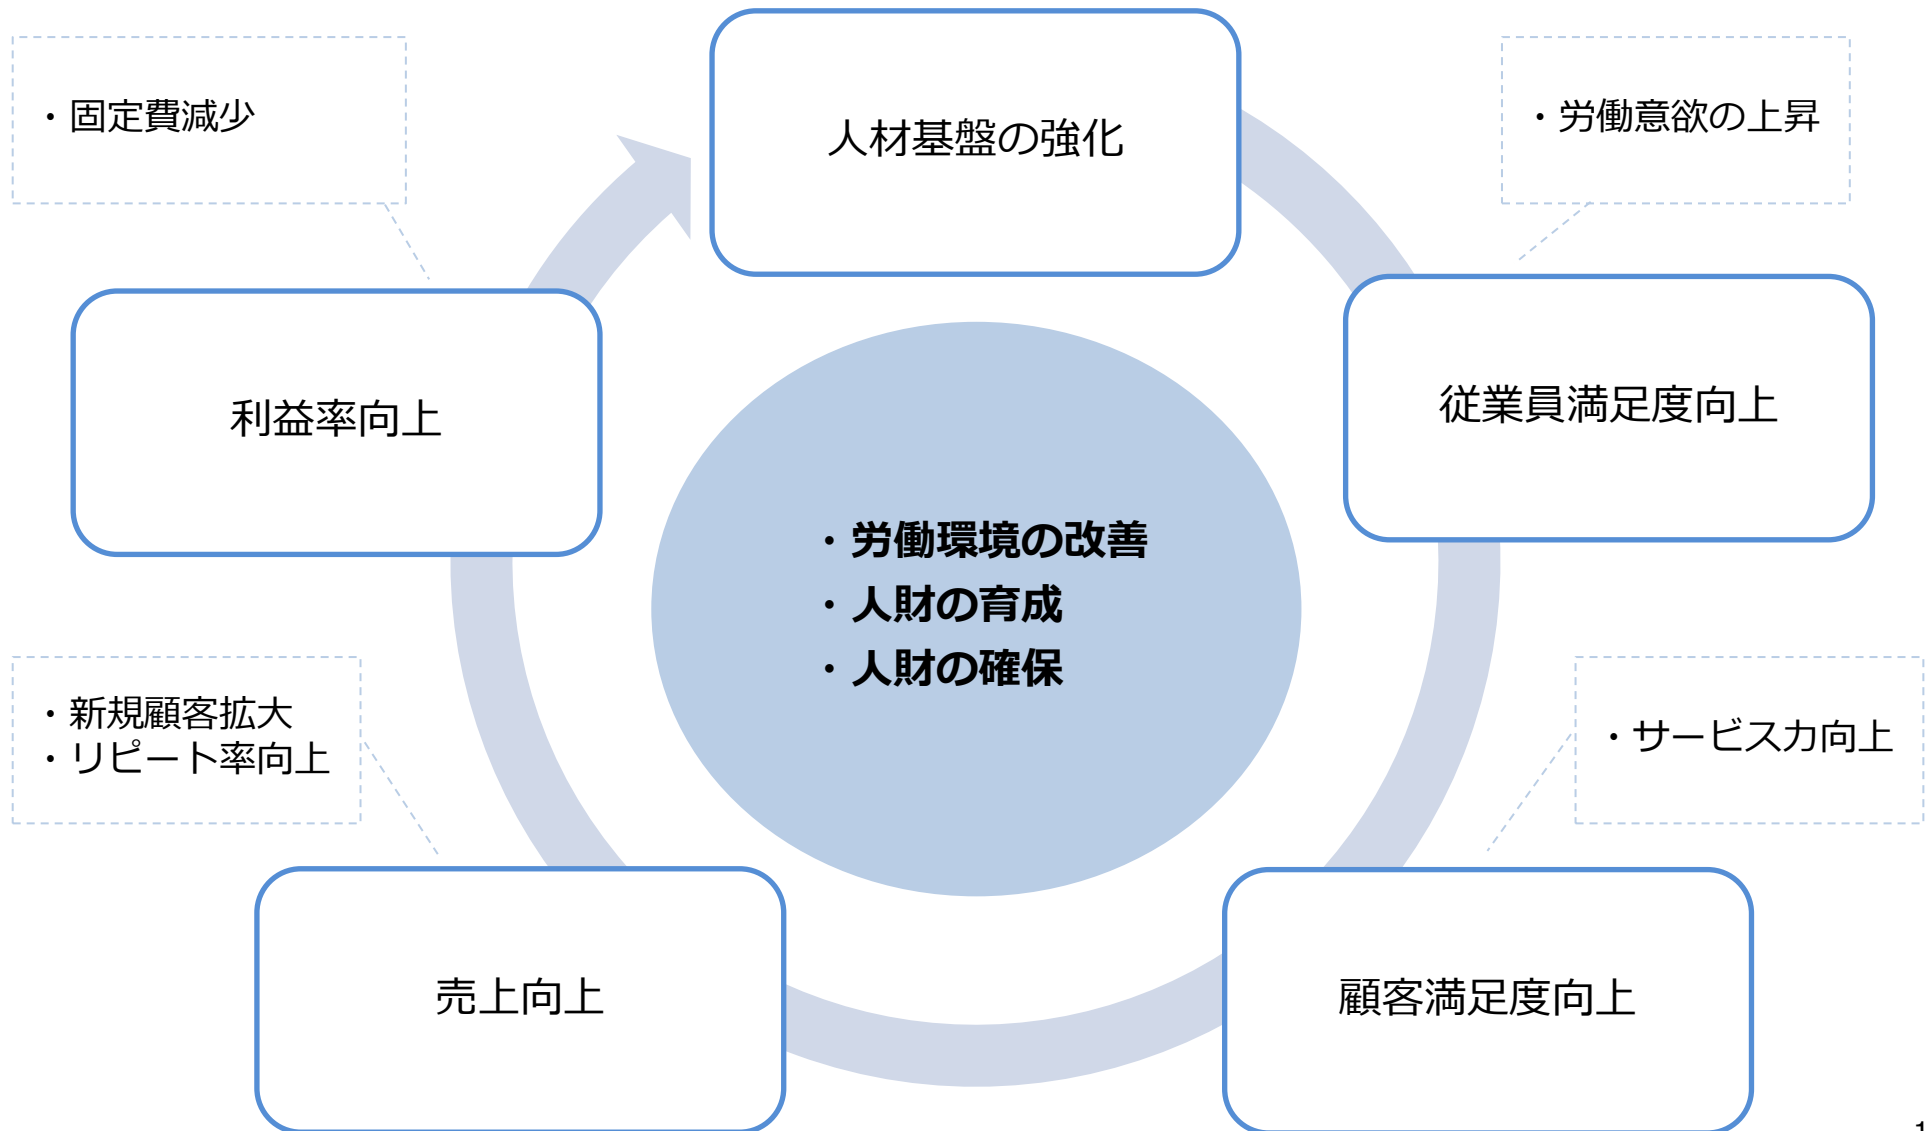 人材基盤の強化
・固定費減少
・労働意欲の上昇
利益率向上
従業員満足度向上
・労働環境の改善
・人財の育成
・人財の確保
・新規顧客拡大
・リピート率向上
・サービス力向上
売上向上
顧客満足度向上